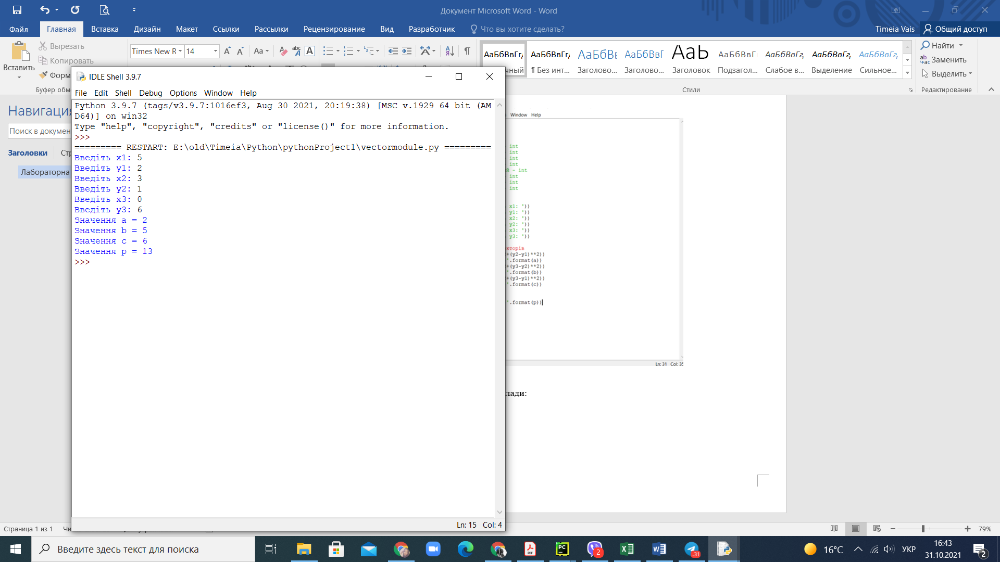 Документ Microsoft Word - Word
Файл Главная Вставка Дизайн Макет Ссылки Рассылки Рецензирование Вид Разработчик Что вы хотите сделать? Timeia Vais Общий доступ
Вставить
Вырезать
Копировать
Форм
Буфер обм
Times New R 14
Aa
АаБбВвГг, АаБбВвГг, АаБбВı АаБбВвГ АаЬ АаБбВвГı АаБбВвГг, АаБбВвГг, АаБбВвГг,
чный ¶ Без инт... Заголово... Заголово... Заголовок Подзагол... Слабое в... Выделение Сильное...
Стили
Найти
Заменить
Выделить
Редактирование
Навигация
Поиск в докумен
Заголовки Ст
Лабораторна
IDLE Shell 3.9.7
File Edit Shell Debug Options Window Help
Python 3.9.7 (tags/v3.9.7:1016ef3, Aug 30 2021, 20:19:38) [MSC v.1929 64 bit (AM
D64)] on win32
Type "help", "copyright", "credits" or "license()" for more information.
>>>
========= RESTART: E:\old\Timeia\Python\pythonProject1\vectormodule.py =========
Введіть x1: 5
Введіть y1: 2
Введіть x2: 3
Введіть y2: 1
Введіть x3: 0
Введіть y3: 6
Значення a = 2
Значення b = 5
Значення c = 6
Значення p = 13
>>>
Ln: 15 Col: 4
Window Help
int
int
int
int
й - int
int
int
int
x1: '))
y1: '))
x2: '))
y2: '))
x3: '))
y3: '))
кторів
+(y2-y1)**2))
'.format(a))
+(y3-y2)**2))
'.format(b))
+(y3-y1)**2))
'.format(c))
'.format(p))
Ln: 31 Col: 35
лади:
Страница 1 из 1
79%
Введите здесь текст для поиска
2
..31
16°C
УКР
16:43
31.10.2021
2